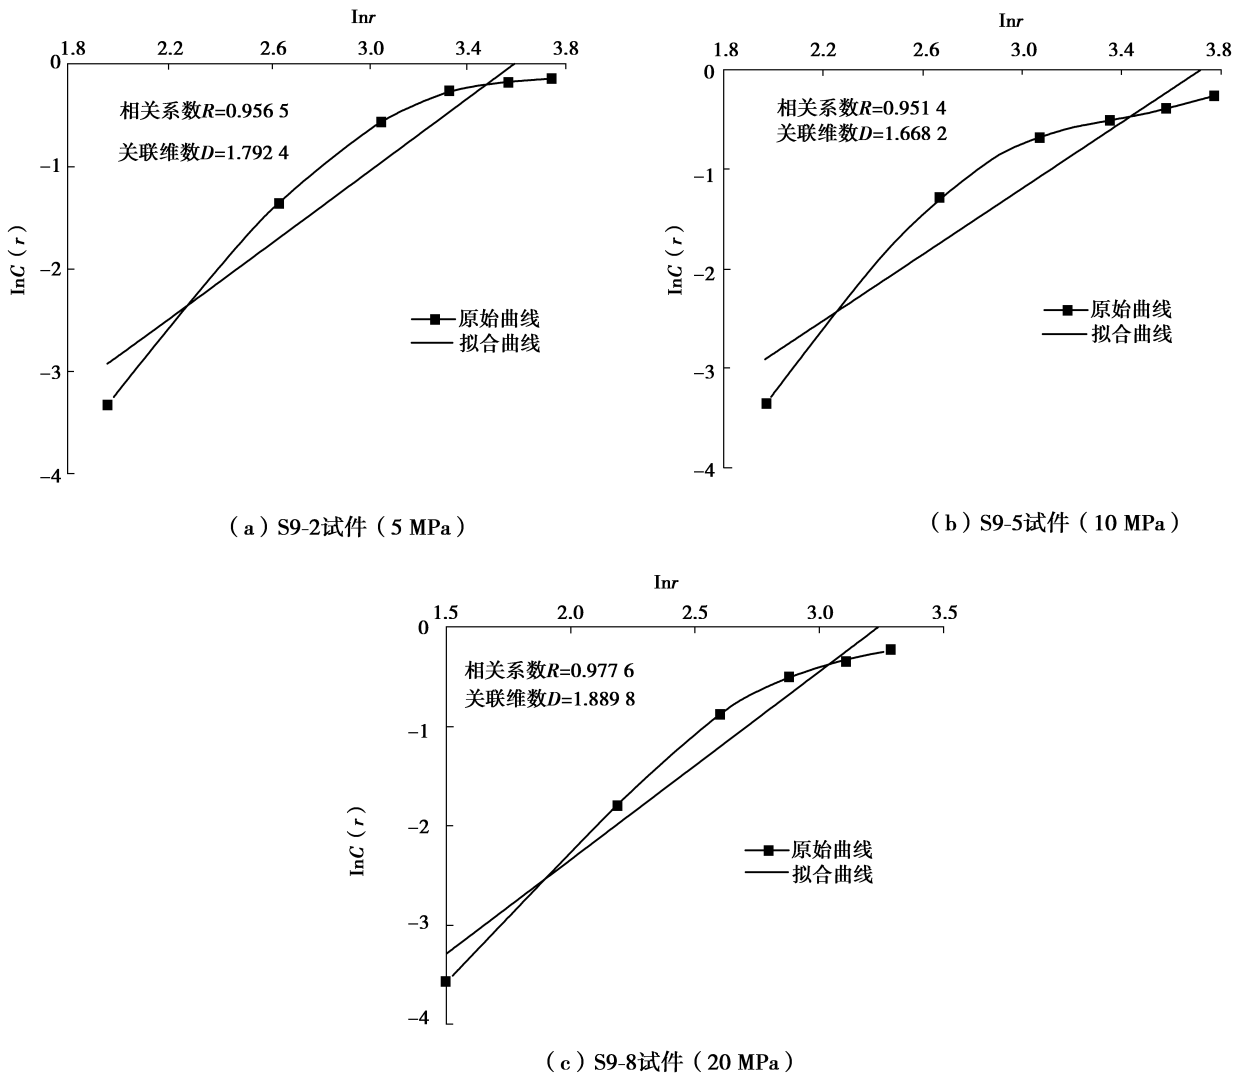 lnr
1.8 2.2 2.6 3.0 3.4 3.8
0
相关系数R=0.956 5
关联维数D=1.792 4
−1
−2
−3
−4
lnC（r）
原始曲线
拟合曲线
（a）S9-2试件（5 MPa）
lnr
1.8 2.2 2.6 3.0 3.4 3.8
0
相关系数R=0.951 4
关联维数D=1.668 2
−1
−2
−3
−4
lnC（r）
原始曲线
拟合曲线
（b）S9-5试件（10 MPa）
lnr
1.5 2.0 2.5 3.0 3.5
0
相关系数R=0.977 6
关联维数D=1.889 8
−1
−2
−3
−4
lnC（r）
原始曲线
拟合曲线
（c）S9-8试件（20 MPa）